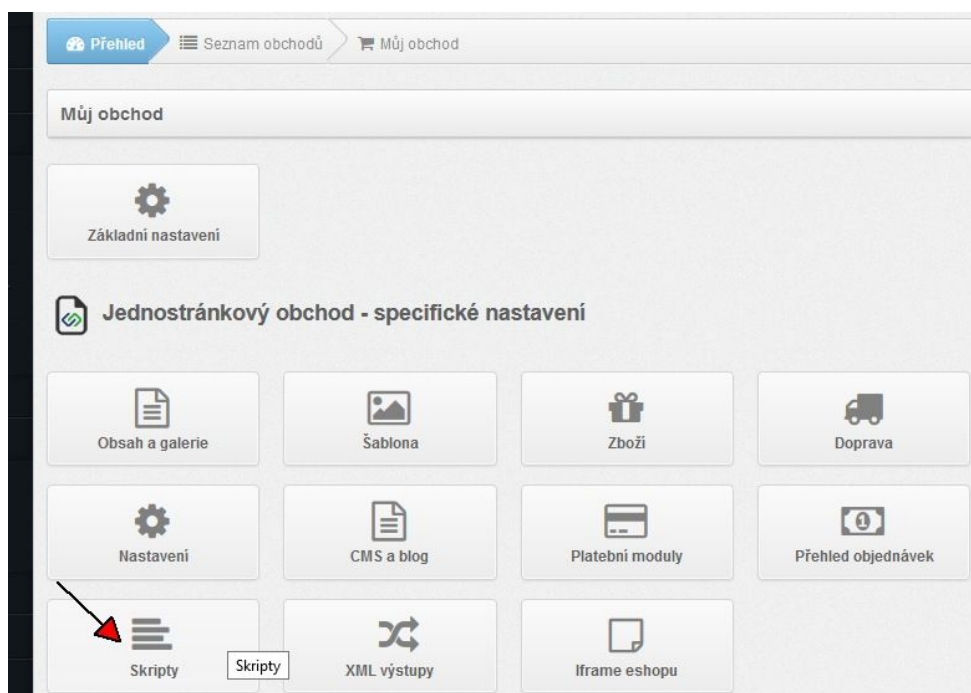 Přehled Seznam obchodů Můj obchod
Můj obchod
Základní nastavení
Jednostránkový obchod - specifické nastavení
Obsah a galerie Šablona Zboží Doprava
Nastavení CMS a blog Platební moduly Přehled objednávek
Skripty Skripty XML výstupy Iframe eshopu